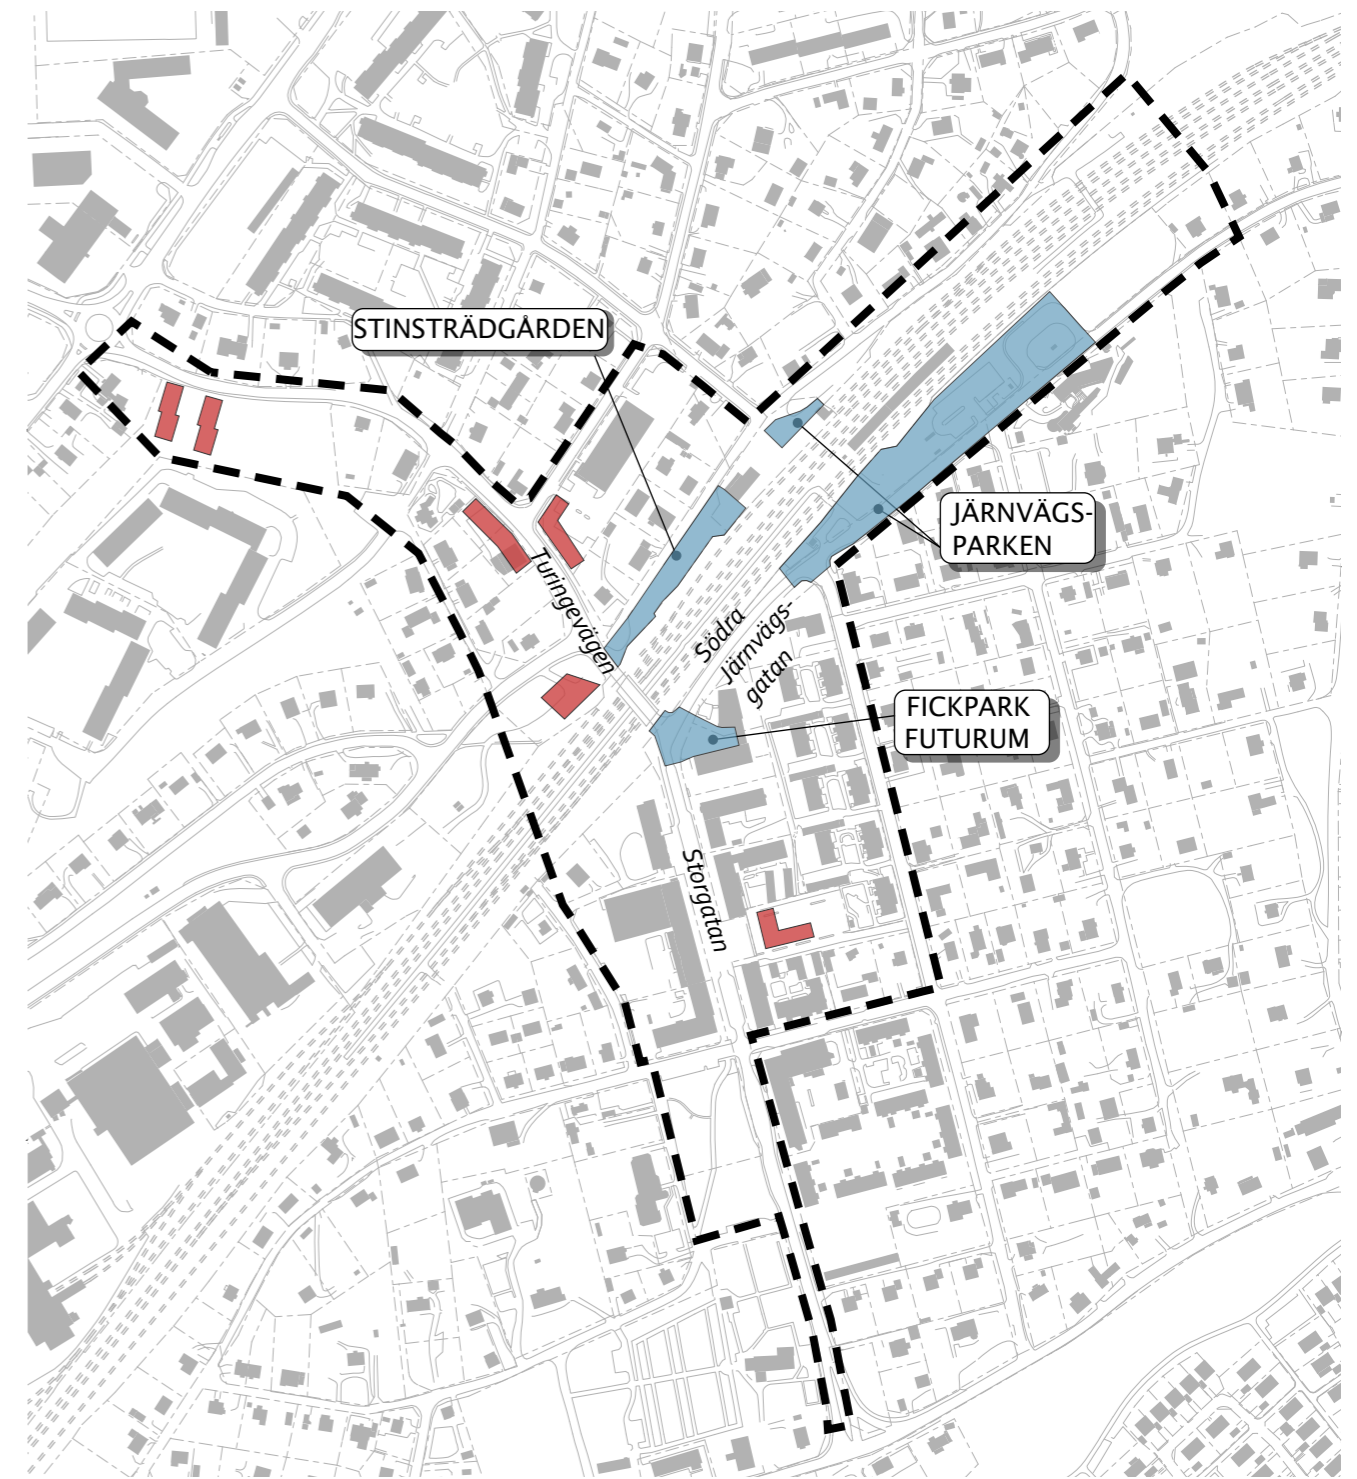 STINSTRÄDGÅRDEN
JÄRNVÄGS-
PARKEN
Turingevägen
Södra
Järnvägs-
gatan
FICKPARK
FUTURUM
Storgatan